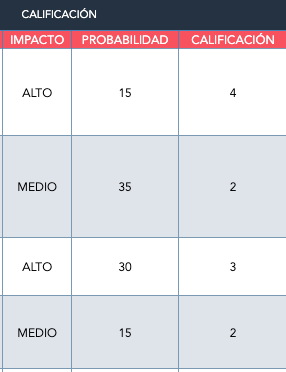 CALIFICACIÓN
IMPACTO PROBABILIDAD CALIFICACIÓN
ALTO 15 4
MEDIO 35 2
ALTO 30 3
MEDIO 15 2